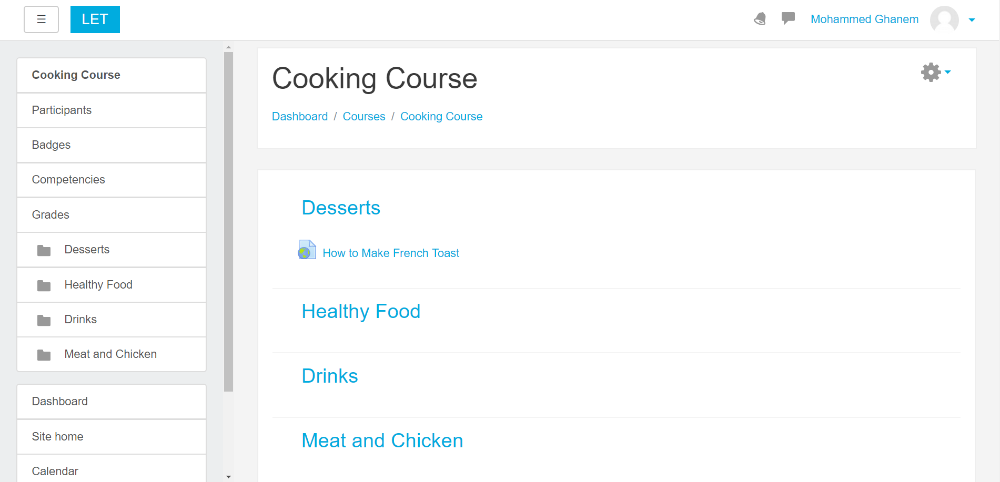 LET
Mohammed Ghanem
Cooking Course
Participants
Badges
Competencies
Grades
Desserts
Healthy Food
Drinks
Meat and Chicken
Dashboard
Site home
Calendar
Cooking Course
Dashboard / Courses / Cooking Course
Desserts
How to Make French Toast
Healthy Food
Drinks
Meat and Chicken